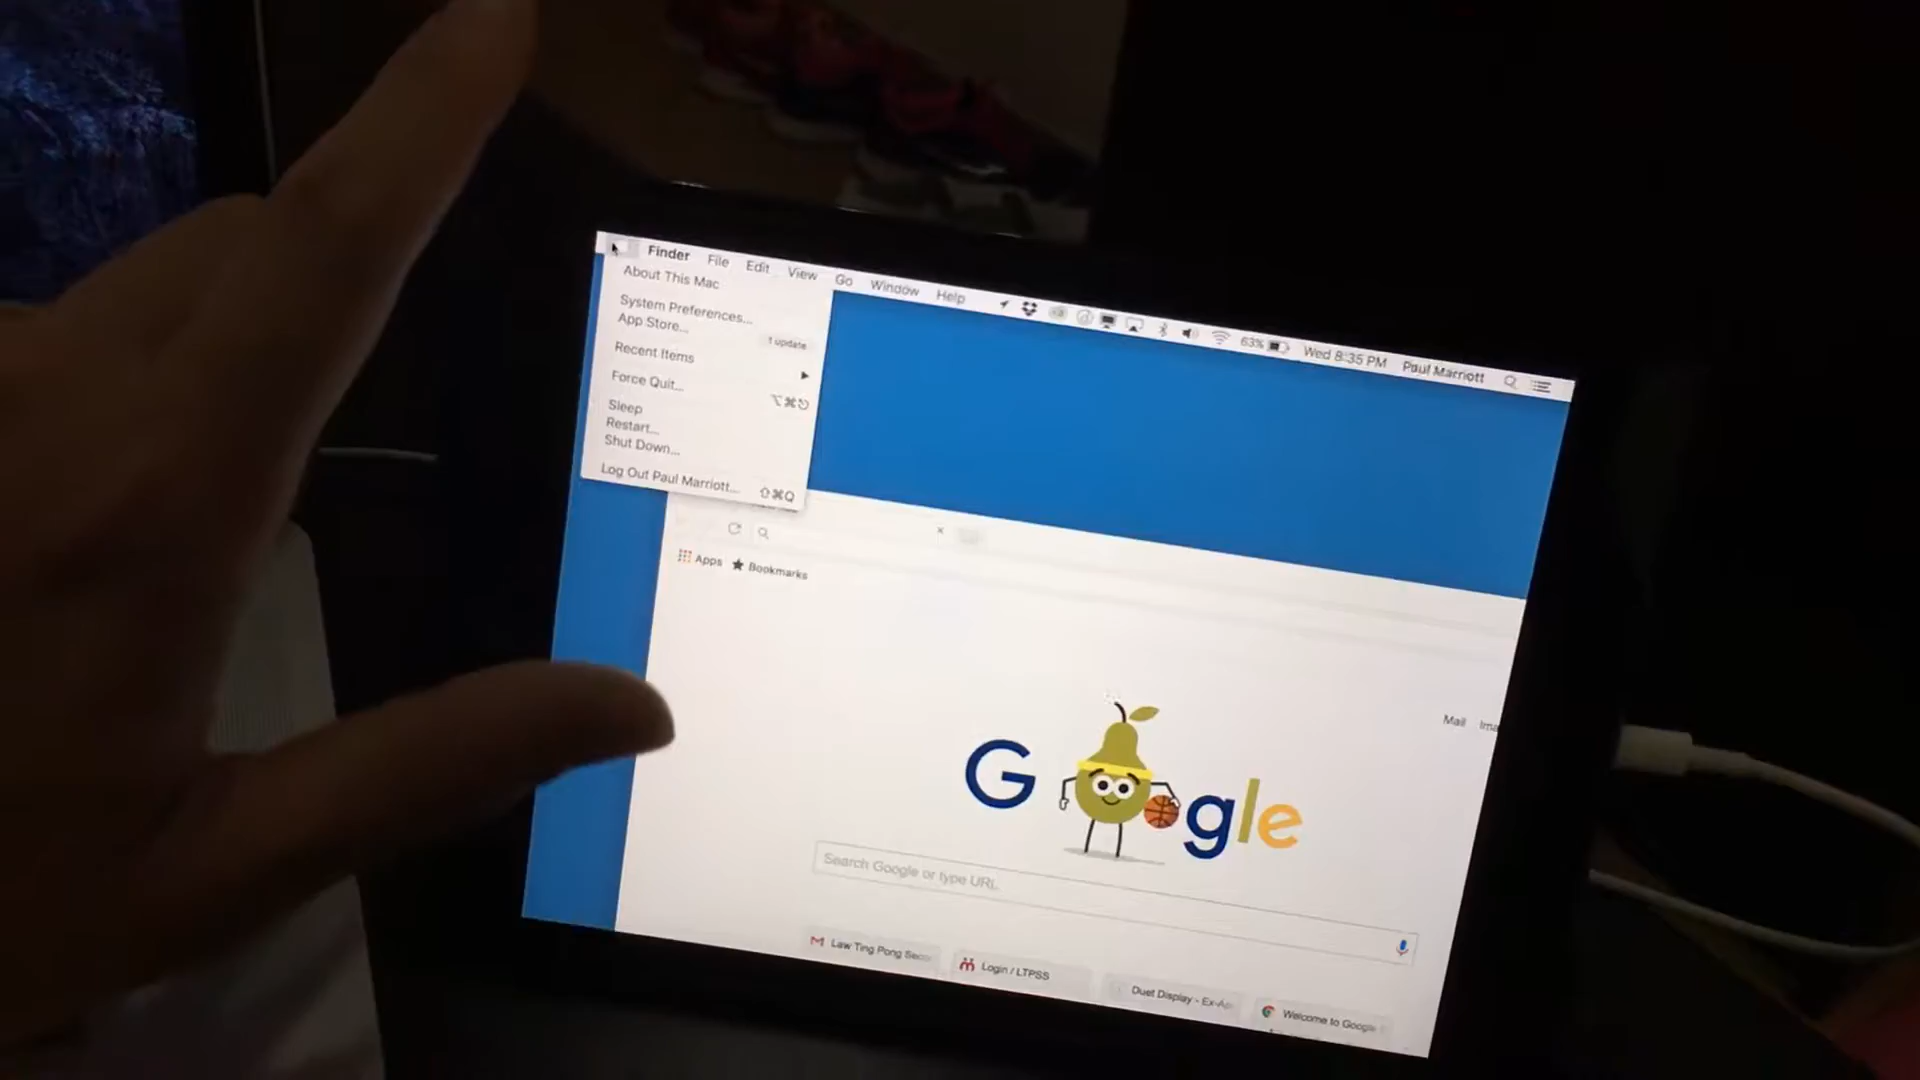 Finder File Edit View Go Window Help 63% Wed 8:35 PM Paul Marriott
About This Mac
System Preferences...
App Store... 1 update
Recent Items
Force Quit... ⌥⌘⎋
Sleep
Restart...
Shut Down...
Log Out Paul Marriott... ⇧⌘Q
Apps Bookmarks
Mail Ima
G gle
Search Google or type URL
Law Ting Pong Seco
Login / LTPSS
Duet Display - Ex-A
Welcome to Google